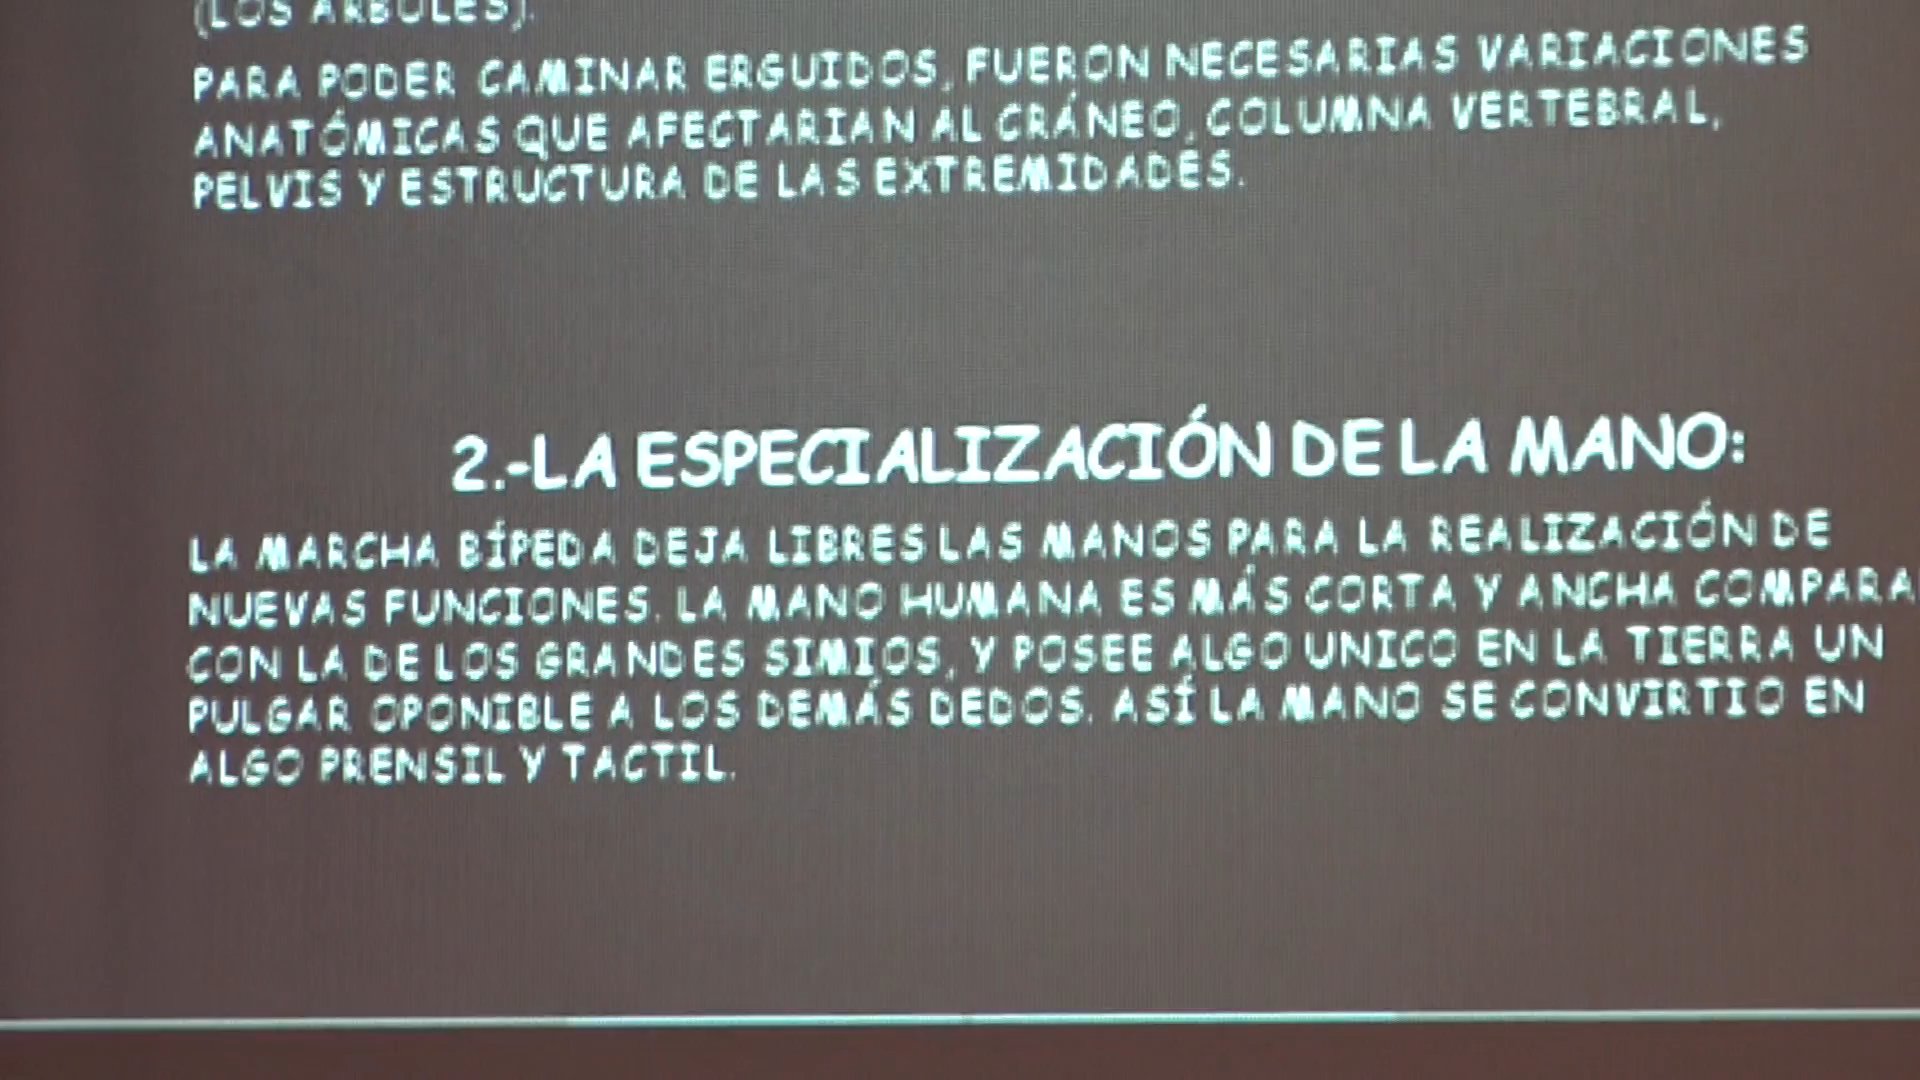 (LOS ARBOLES).
PARA PODER CAMINAR ERGUIDOS, FUERON NECESARIAS VARIACIONES
ANATÓMICAS QUE AFECTARIAN AL CRÁNEO, COLUMNA VERTEBRAL,
PELVIS Y ESTRUCTURA DE LAS EXTREMIDADES.
2.-LA ESPECIALIZACIÓN DE LA MANO:
LA MARCHA BÍPEDA DEJA LIBRES LAS MANOS PARA LA REALIZACIÓN DE
NUEVAS FUNCIONES. LA MANO HUMANA ES MÁS CORTA Y ANCHA COMPARA
CON LA DE LOS GRANDES SIMIOS, Y POSEE ALGO UNICO EN LA TIERRA UN
PULGAR OPONIBLE A LOS DEMÁS DEDOS. ASÍ LA MANO SE CONVIRTIO EN
ALGO PRENSIL Y TACTIL.